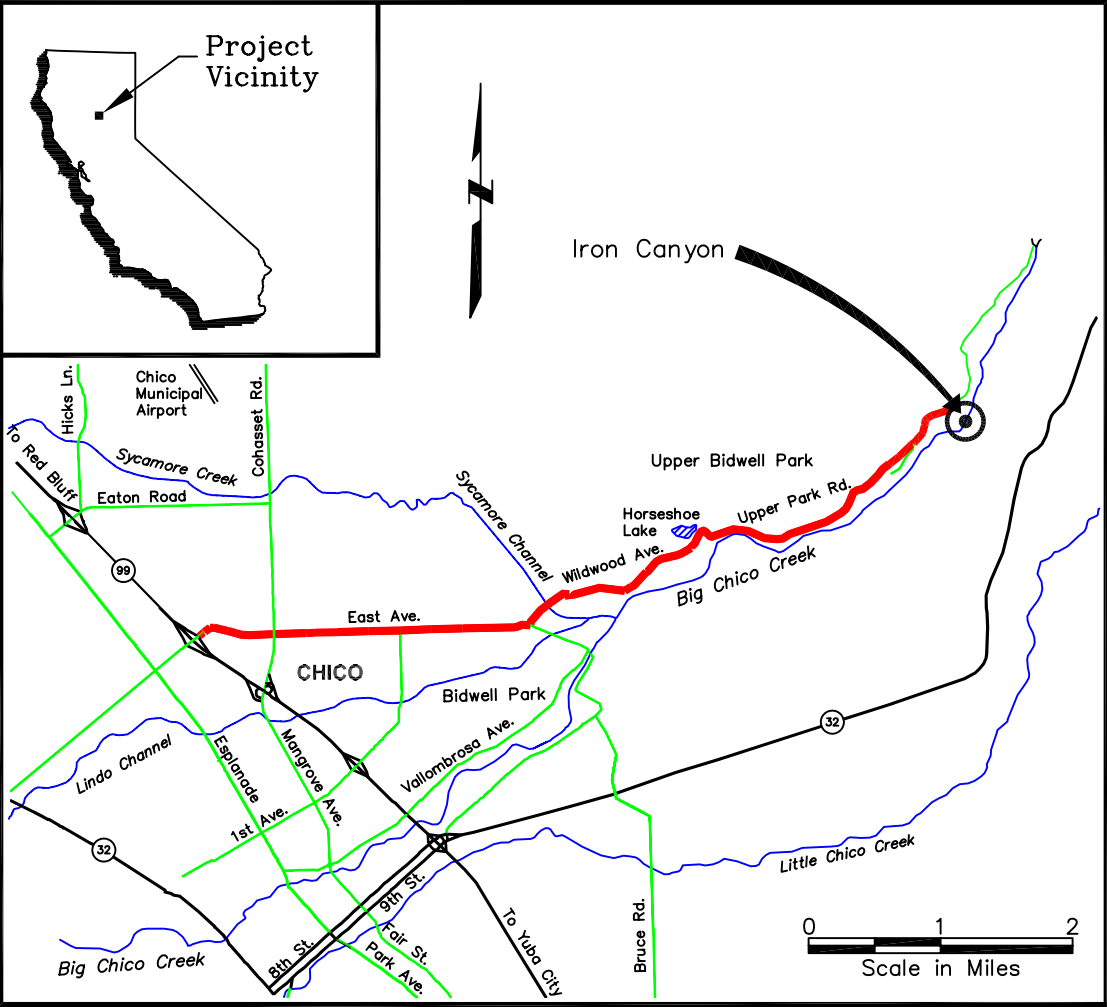 Project
Vicinity
N
Iron Canyon
Hicks Ln.
Chico
Municipal
Airport
Cohasset Rd.
To Red Bluff
Sycamore Creek
Eaton Road
Sycamore Channel
Upper Bidwell Park
Upper Park Rd.
Horseshoe
Lake
Wildwood Ave.
Big Chico Creek
99
East Ave.
CHICO
Bidwell Park
32
Lindo Channel
Esplanade
Mangrove Ave.
Vallombrosa Ave.
1st Ave.
32
Little Chico Creek
9th St.
8th St.
Fair St.
Park Ave.
To Yuba City
Bruce Rd.
Big Chico Creek
0 1 2
Scale in Miles